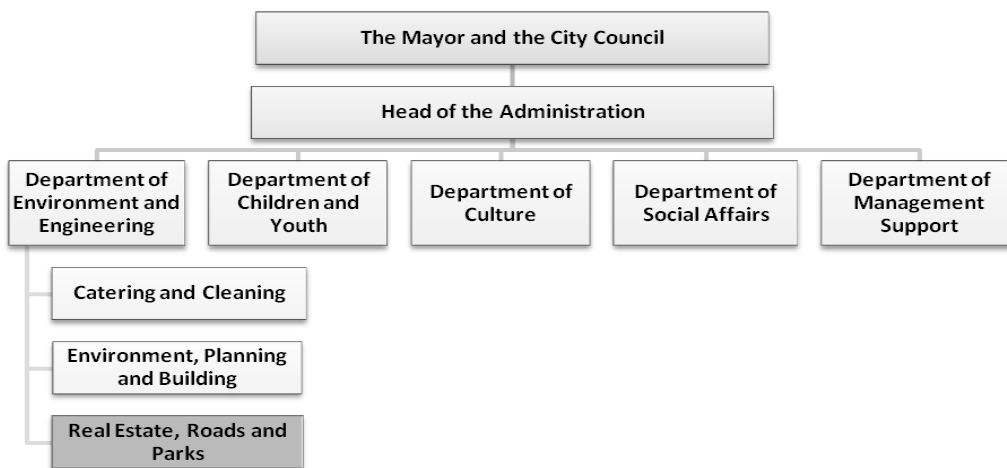 The Mayor and the City Council
Head of the Administration
Department of
Environment and
Engineering
Department of
Children and
Youth
Department of
Culture
Department of
Social Affairs
Department of
Management
Support
Catering and Cleaning
Environment, Planning
and Building
Real Estate, Roads and
Parks